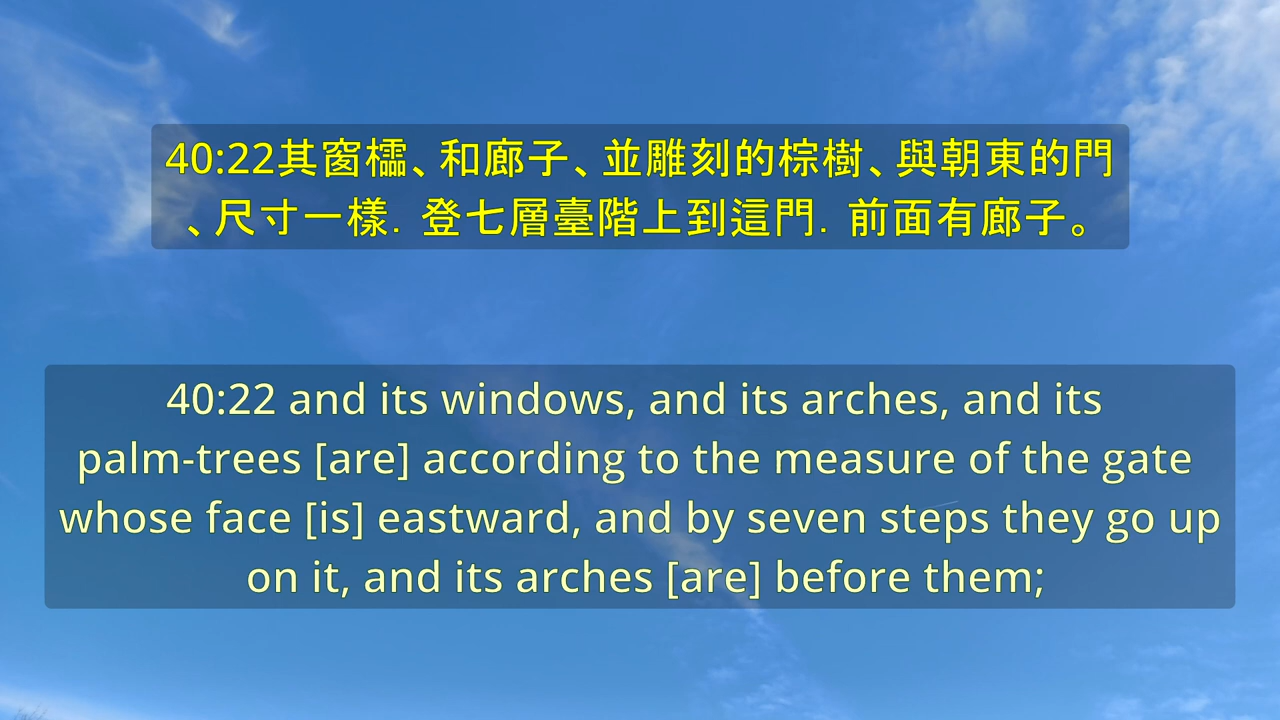 40:22其窗櫺、和廊子、並雕刻的棕樹、與朝東的門
、尺寸一樣．登七層臺階上到這門．前面有廊子。
40:22 and its windows, and its arches, and its
palm-trees [are] according to the measure of the gate
whose face [is] eastward, and by seven steps they go up
on it, and its arches [are] before them;